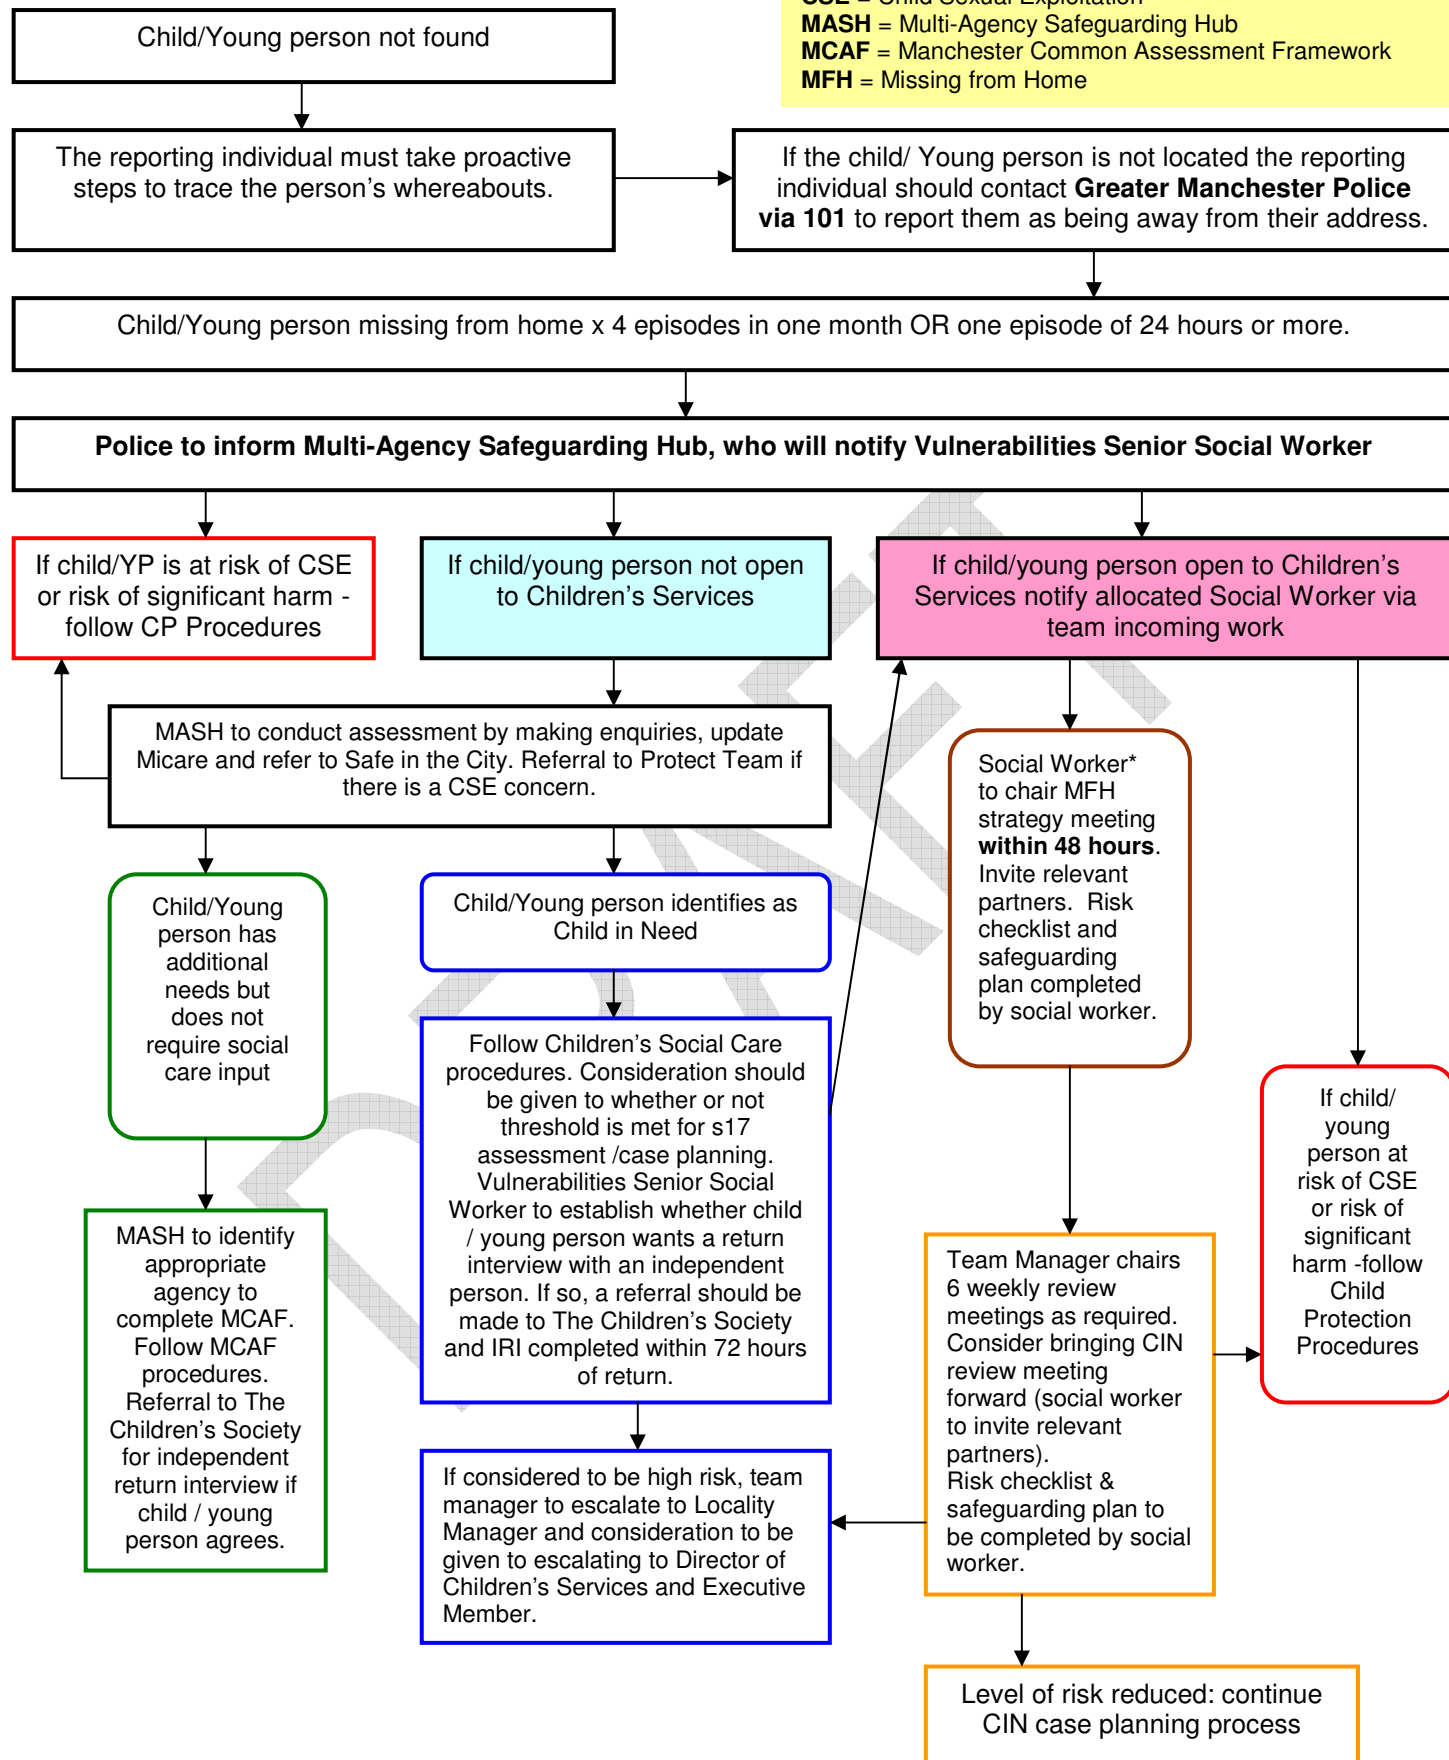 CSE = Child Sexual Exploitation
MASH = Multi-Agency Safeguarding Hub
MCAF = Manchester Common Assessment Framework
MFH = Missing from Home
Child/Young person not found
The reporting individual must take proactive
steps to trace the person's whereabouts.
If the child/ Young person is not located the reporting
individual should contact Greater Manchester Police
via 101 to report them as being away from their address.
Child/Young person missing from home x 4 episodes in one month OR one episode of 24 hours or more.
Police to inform Multi-Agency Safeguarding Hub, who will notify Vulnerabilities Senior Social Worker
If child/YP is at risk of CSE
or risk of significant harm -
follow CP Procedures
If child/young person not open
to Children's Services
If child/young person open to Children's
Services notify allocated Social Worker via
team incoming work
MASH to conduct assessment by making enquiries, update
Micare and refer to Safe in the City. Referral to Protect Team if
there is a CSE concern.
Social Worker*
to chair MFH
strategy meeting
within 48 hours.
Invite relevant
partners. Risk
checklist and
safeguarding
plan completed
by social worker.
Child/Young
person has
additional
needs but
does not
require social
care input
Child/Young person identifies as
Child in Need
Follow Children's Social Care
procedures. Consideration should
be given to whether or not
threshold is met for s17
assessment /case planning.
Vulnerabilities Senior Social
Worker to establish whether child
/ young person wants a return
interview with an independent
person. If so, a referral should be
made to The Children's Society
and IRI completed within 72 hours
of return.
If child/
young
person at
risk of CSE
or risk of
significant
harm -follow
Child
Protection
Procedures
MASH to identify
appropriate
agency to
complete MCAF.
Follow MCAF
procedures.
Referral to The
Children's Society
for independent
return interview if
child / young
person agrees.
Team Manager chairs
6 weekly review
meetings as required.
Consider bringing CIN
review meeting
forward (social worker
to invite relevant
partners).
Risk checklist &
safeguarding plan to
be completed by social
worker.
If considered to be high risk, team
manager to escalate to Locality
Manager and consideration to be
given to escalating to Director of
Children's Services and Executive
Member.
Level of risk reduced: continue
CIN case planning process
DRAFT